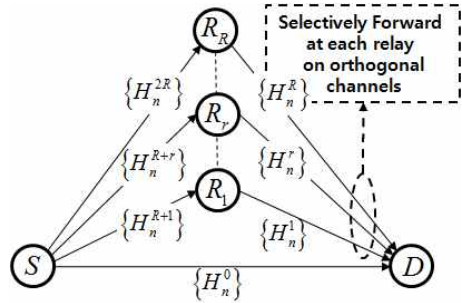 R_R
Selectively Forward
at each relay
on orthogonal
channels
{H_n^{2R}}
{H_n^R}
R_r
{H_n^{R+r}}
{H_n^r}
R_1
{H_n^{R+1}}
{H_n^1}
S
D
{H_n^0}